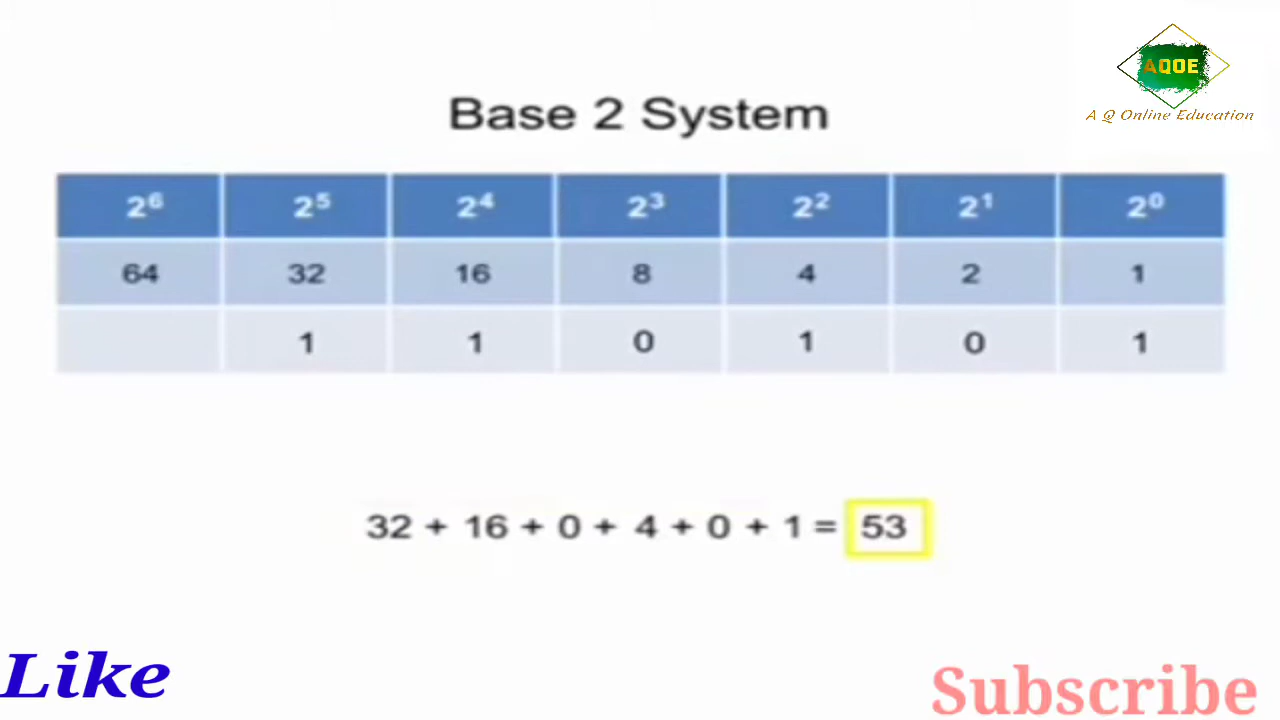 AQOE
A Q Online Education
Base 2 System
2⁶ 2⁵ 2⁴ 2³ 2² 2¹ 2⁰
64 32 16 8 4 2 1
1 1 0 1 0 1
32 + 16 + 0 + 4 + 0 + 1 = 53
Like
Subscribe